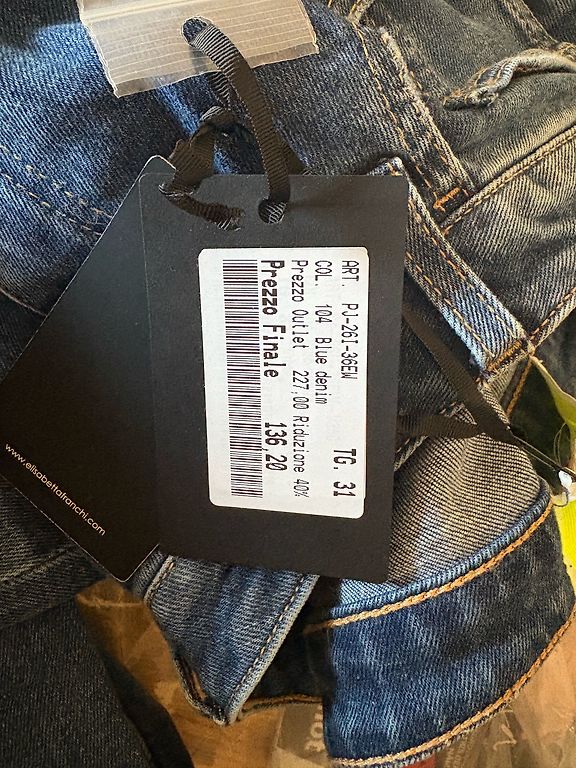 ART. PJ-26I-36EW TG. 31
COL. 104 Blue denim
Prezzo Outlet 227,00 Riduzione 40%
Prezzo Finale 136,20
www.elisabettafranchi.com